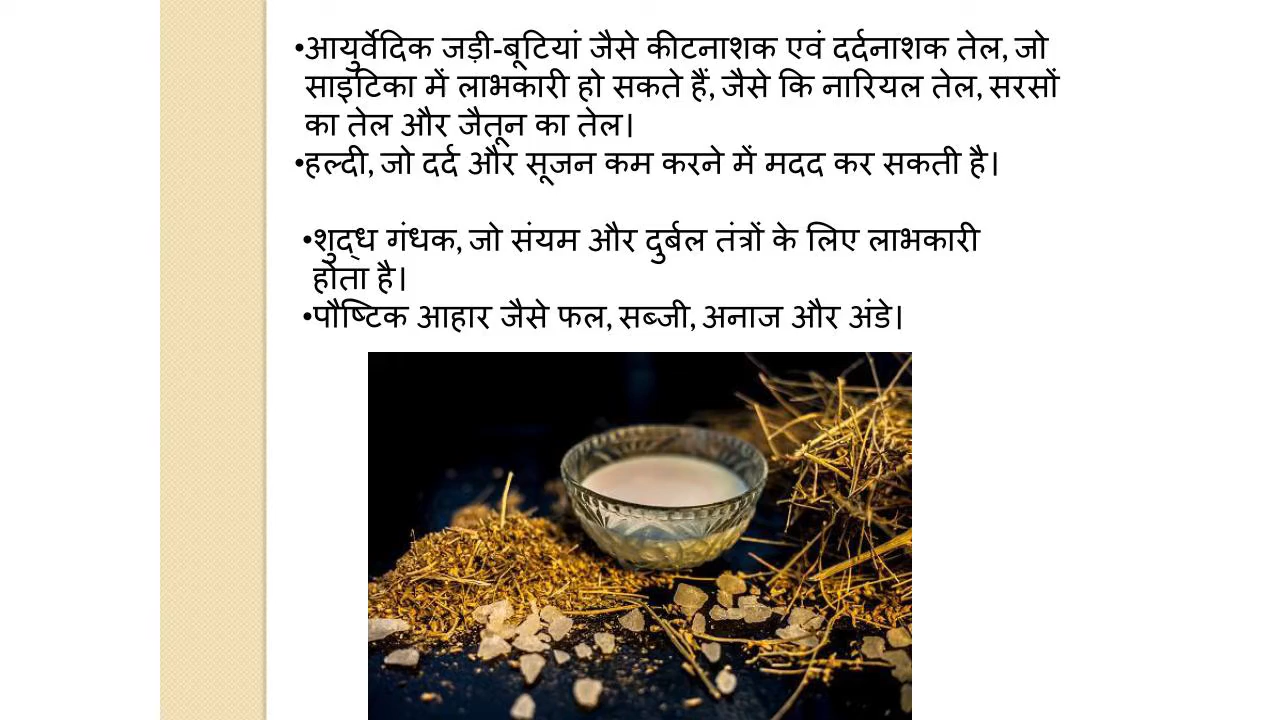 •आयुर्वेदिक जड़ी-बूटियां जैसे कीटनाशक एवं दर्दनाशक तेल, जो
साइटिका में लाभकारी हो सकते हैं, जैसे कि नारियल तेल, सरसों
का तेल और जैतून का तेल।
•हल्दी, जो दर्द और सूजन कम करने में मदद कर सकती है।
•शुद्ध गंधक, जो संयम और दुर्बल तंत्रों के लिए लाभकारी
होता है।
•पौष्टिक आहार जैसे फल, सब्जी, अनाज और अंडे।